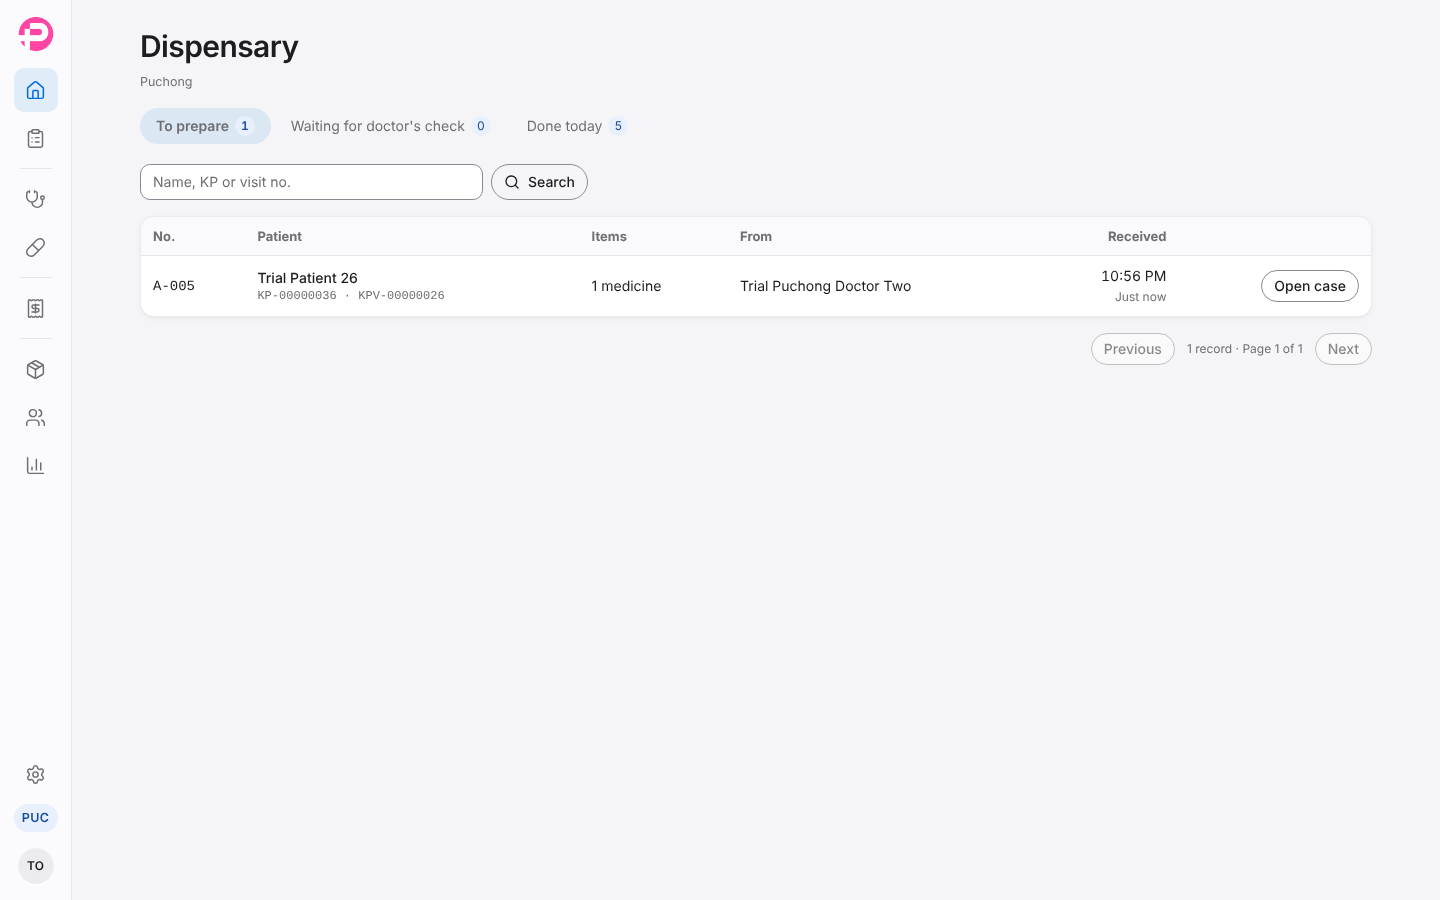 Dispensary
Puchong
To prepare 1
Waiting for doctor's check 0
Done today 5
Name, KP or visit no.
Search
No. Patient Items From Received
A-005 Trial Patient 26 1 medicine Trial Puchong Doctor Two 10:56 PM Open case
KP-00000036 · KPV-00000026 Just now
Previous 1 record · Page 1 of 1 Next
PUC
TO